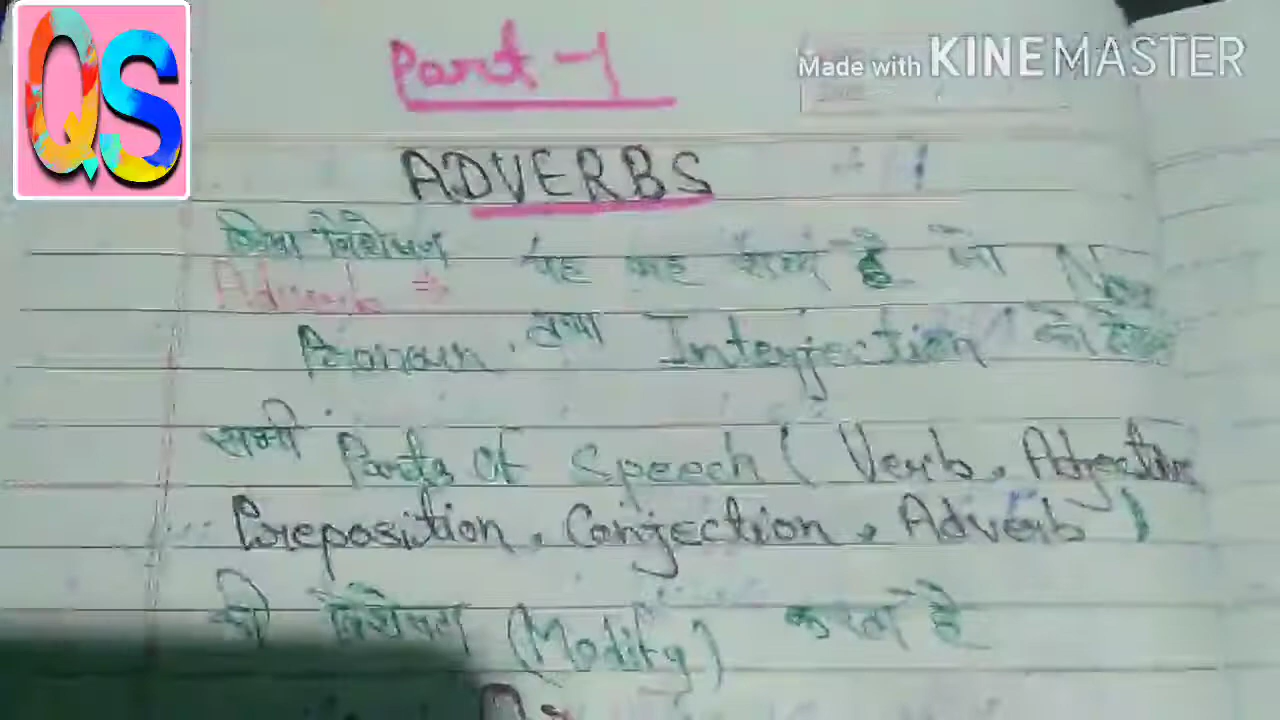 QS
Part-1
Made with KINEMASTER
ADVERBS
क्रिया विशेषण वह शब्द है जो
Adverb ⇒
Pronoun, तथा Interjection को
सभी Parts of Speech ( Verb, Adjective
Preposition, Conjection, Adverb )
की विशेषण (Modify) करता है